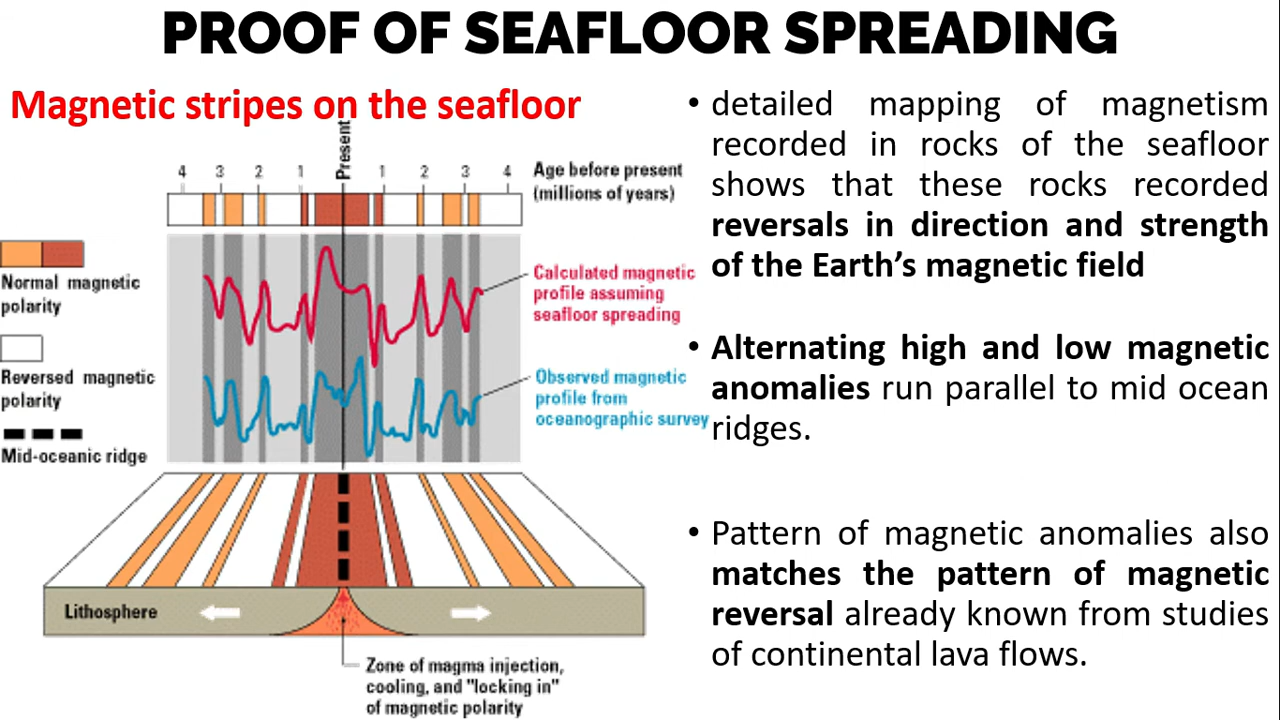 PROOF OF SEAFLOOR SPREADING
Magnetic stripes on the seafloor
Present
4 3 2 1 1 2 3 4
Age before present
(millions of years)
Normal magnetic
polarity
Reversed magnetic
polarity
Mid-oceanic ridge
Calculated magnetic
profile assuming
seafloor spreading
Observed magnetic
profile from
oceanographic survey
Lithosphere
Zone of magma injection,
cooling, and "locking in"
of magnetic polarity
• detailed mapping of magnetism
recorded in rocks of the seafloor
shows that these rocks recorded
reversals in direction and strength
of the Earth’s magnetic field
• Alternating high and low magnetic
anomalies run parallel to mid ocean
ridges.
• Pattern of magnetic anomalies also
matches the pattern of magnetic
reversal already known from studies
of continental lava flows.